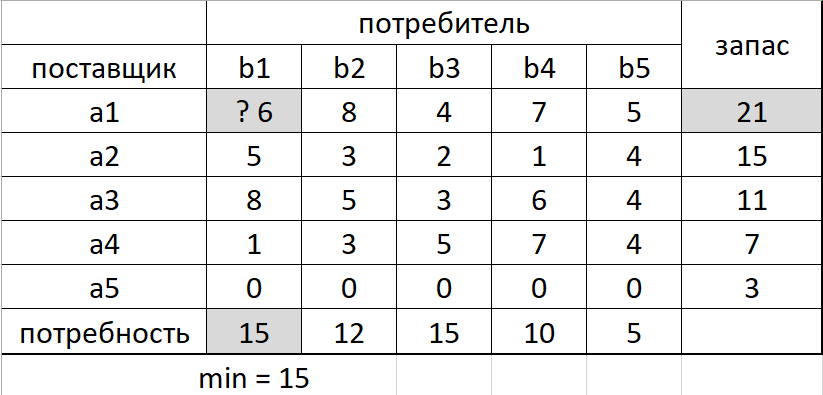 потребитель
запас
поставщик b1 b2 b3 b4 b5
a1 ? 6 8 4 7 5 21
a2 5 3 2 1 4 15
a3 8 5 3 6 4 11
a4 1 3 5 7 4 7
a5 0 0 0 0 0 3
потребность 15 12 15 10 5
min = 15